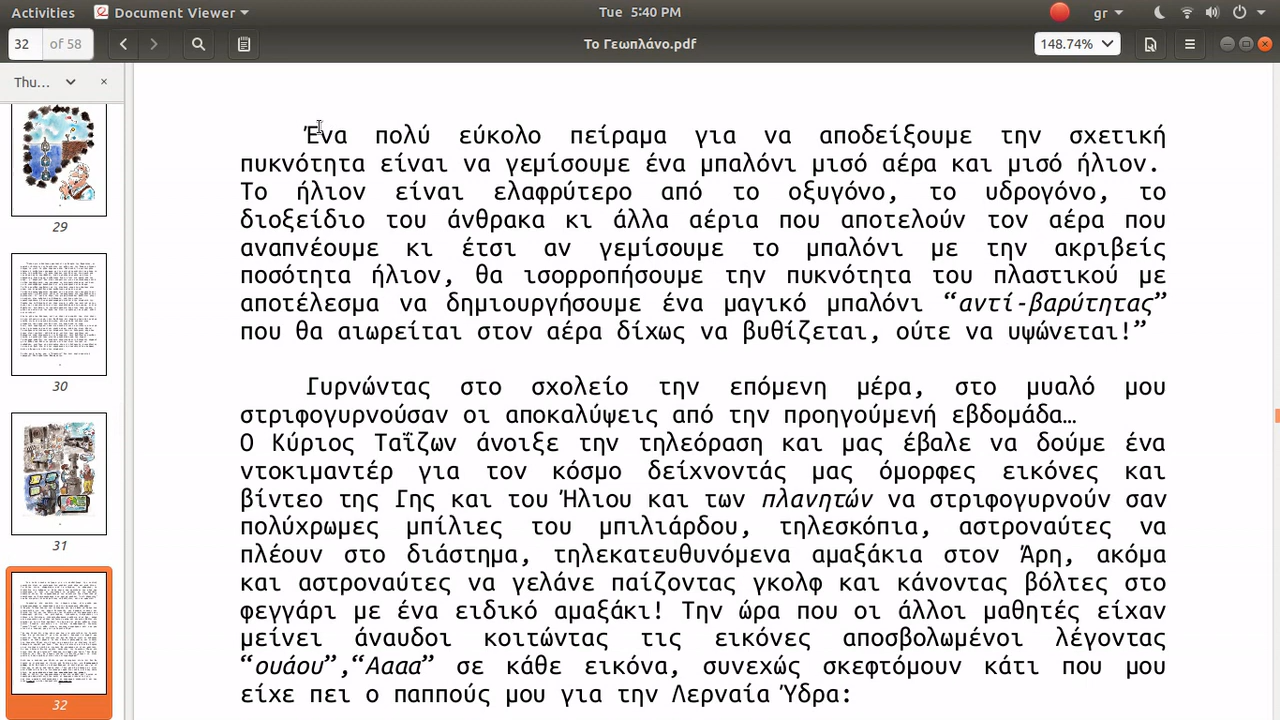 Activities Document Viewer Tue 5:40 PM gr
32 of 58 Το Γεωπλάνο.pdf 148.74%
Thu...
29
30
31
32
Ένα πολύ εύκολο πείραμα για να αποδείξουμε την σχετική
πυκνότητα είναι να γεμίσουμε ένα μπαλόνι μισό αέρα και μισό ήλιον.
Το ήλιον είναι ελαφρύτερο από το οξυγόνο, το υδρογόνο, το
διοξείδιο του άνθρακα κι άλλα αέρια που αποτελούν τον αέρα που
αναπνέουμε κι έτσι αν γεμίσουμε το μπαλόνι με την ακριβείς
ποσότητα ήλιον, θα ισορροπήσουμε την πυκνότητα του πλαστικού με
αποτέλεσμα να δημιουργήσουμε ένα μαγικό μπαλόνι “αντί-βαρύτητας”
που θα αιωρείται στον αέρα δίχως να βυθίζεται, ούτε να υψώνεται!”
Γυρνώντας στο σχολείο την επόμενη μέρα, στο μυαλό μου
στριφογυρνούσαν οι αποκαλύψεις από την προηγούμενή εβδομάδα…
Ο Κύριος Ταΐζων άνοιξε την τηλεόραση και μας έβαλε να δούμε ένα
ντοκιμαντέρ για τον κόσμο δείχνοντάς μας όμορφες εικόνες και
βίντεο της Γης και του Ήλιου και των πλανητών να στριφογυρνούν σαν
πολύχρωμες μπίλιες του μπιλιάρδου, τηλεσκόπια, αστροναύτες να
πλέουν στο διάστημα, τηλεκατευθυνόμενα αμαξάκια στον Άρη, ακόμα
και αστροναύτες να γελάνε παίζοντας γκολφ και κάνοντας βόλτες στο
φεγγάρι με ένα ειδικό αμαξάκι! Την ώρα που οι άλλοι μαθητές είχαν
μείνει άναυδοι κοιτώντας τις εικόνες αποσβολωμένοι λέγοντας
“ουάου”,“Αααα” σε κάθε εικόνα, συνεχώς σκεφτόμουν κάτι που μου
είχε πει ο παππούς μου για την Λερναία Ύδρα: